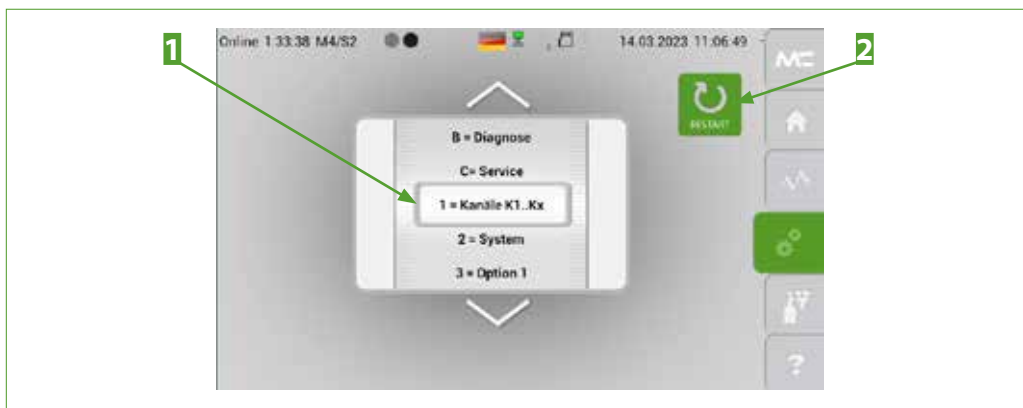 1
Online 1:33:38 M4/S2
14.03.2023 11:06:49
2
MC
RESTART
B = Diagnose
C= Service
1 = Kanäle K1..Kx
2 = System
3 = Option 1
?